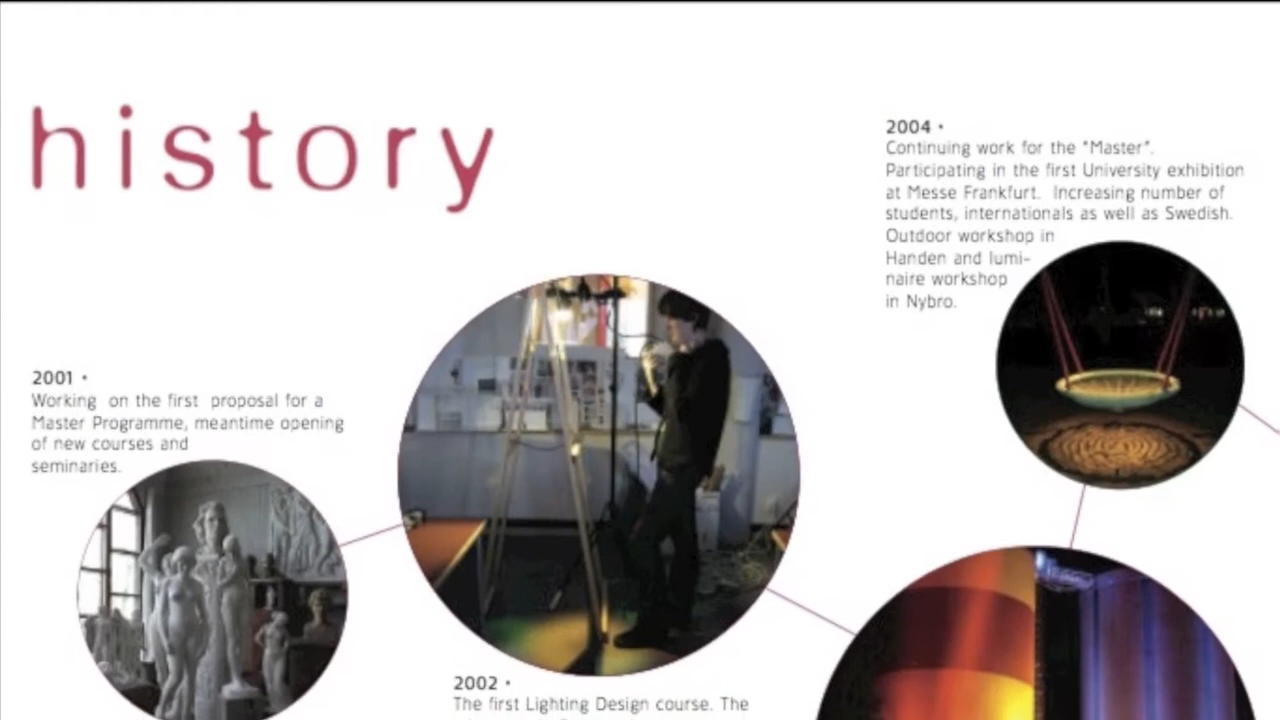 history
2001 •
Working on the first proposal for a
Master Programme, meantime opening
of new courses and
seminaries.
2002 •
The first Lighting Design course. The
2004 •
Continuing work for the "Master".
Participating in the first University exhibition
at Messe Frankfurt. Increasing number of
students, internationals as well as Swedish.
Outdoor workshop in
Handen and lumi-
naire workshop
in Nybro.